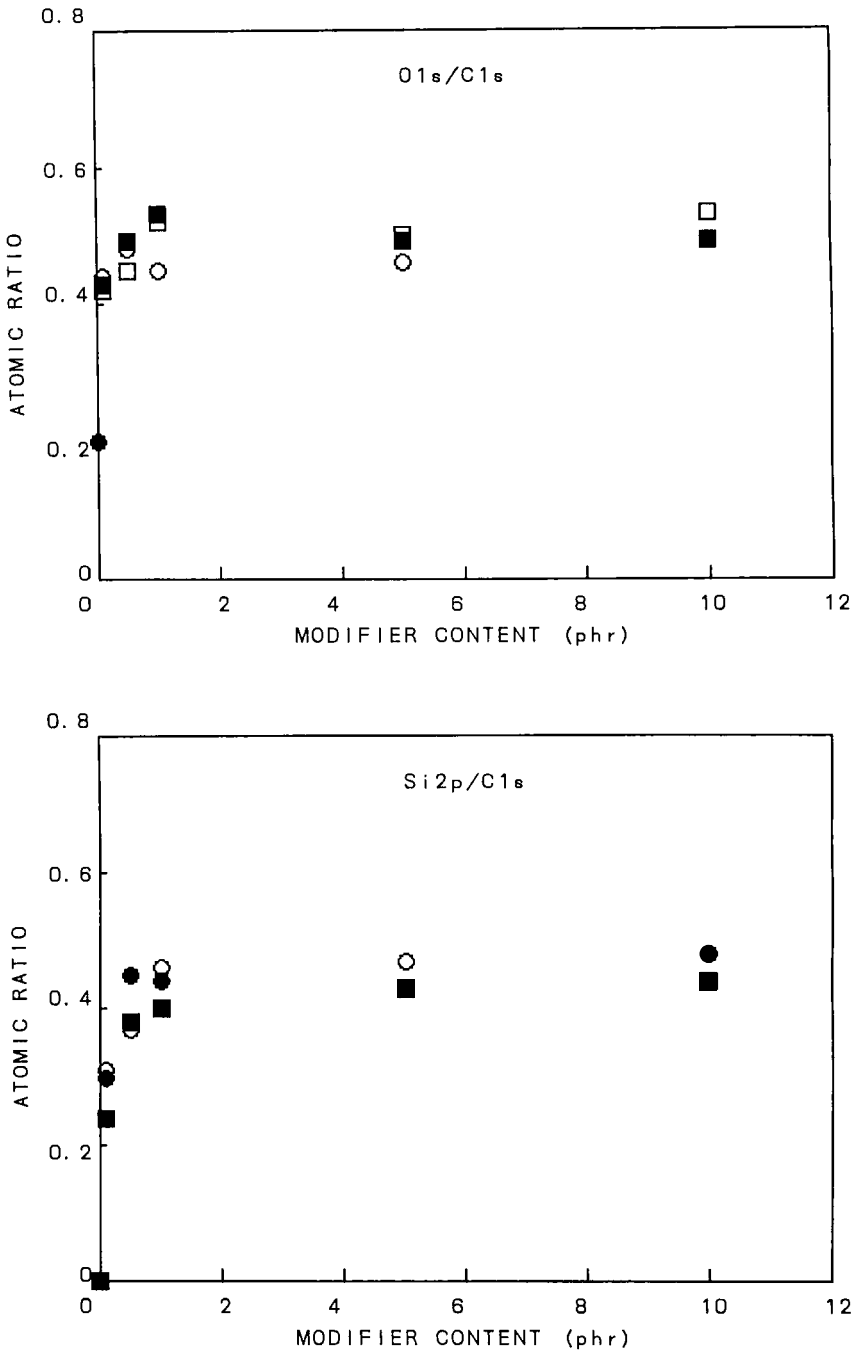 0.8
O1s/C1s
0.6
0.4
0.2
0
ATOMIC RATIO
0 2 4 6 8 10 12
MODIFIER CONTENT (phr)
0.8
Si2p/C1s
0.6
0.4
0.2
0
ATOMIC RATIO
0 2 4 6 8 10 12
MODIFIER CONTENT (phr)